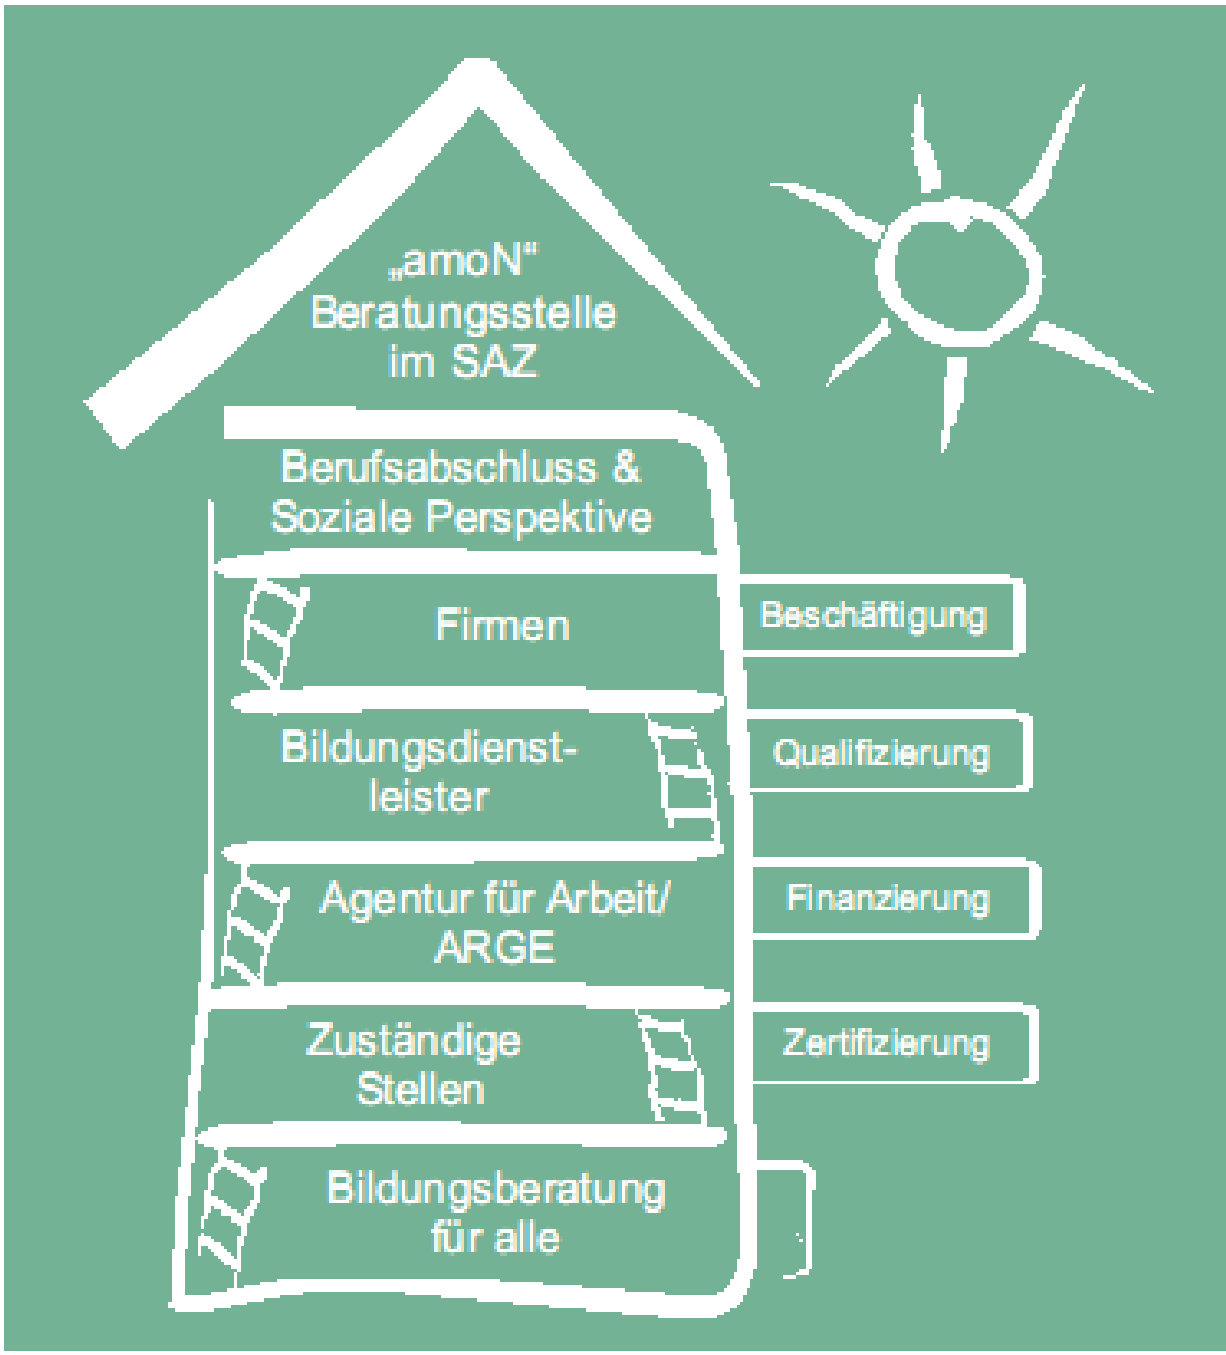 „amoN“
Beratungsstelle
im SAZ
Berufsabschluss &
Soziale Perspektive
Firmen
Beschäftigung
Bildungsdienst-
leister
Qualifizierung
Agentur für Arbeit/
ARGE
Finanzierung
Zuständige
Stellen
Zertifizierung
Bildungsberatung
für alle